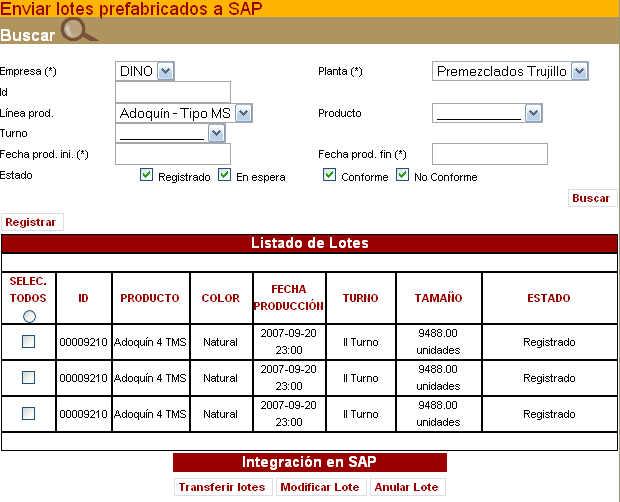 Enviar lotes prefabricados a SAP
Buscar
Empresa (*) DINO Planta (*) Premezclados Trujillo
Id
Línea prod. Adoquín - Tipo MS Producto
Turno
Fecha prod. ini. (*) Fecha prod. fin (*)
Estado Registrado En espera Conforme No Conforme
Buscar
Registrar
Listado de Lotes
SELEC. TODOS ID PRODUCTO COLOR FECHA PRODUCCIÓN TURNO TAMAÑO ESTADO
00009210 Adoquín 4 TMS Natural 2007-09-20 23:00 II Turno 9488.00 unidades Registrado
00009210 Adoquín 4 TMS Natural 2007-09-20 23:00 II Turno 9488.00 unidades Registrado
00009210 Adoquín 4 TMS Natural 2007-09-20 23:00 II Turno 9488.00 unidades Registrado
Integración en SAP
Transferir lotes Modificar Lote Anular Lote